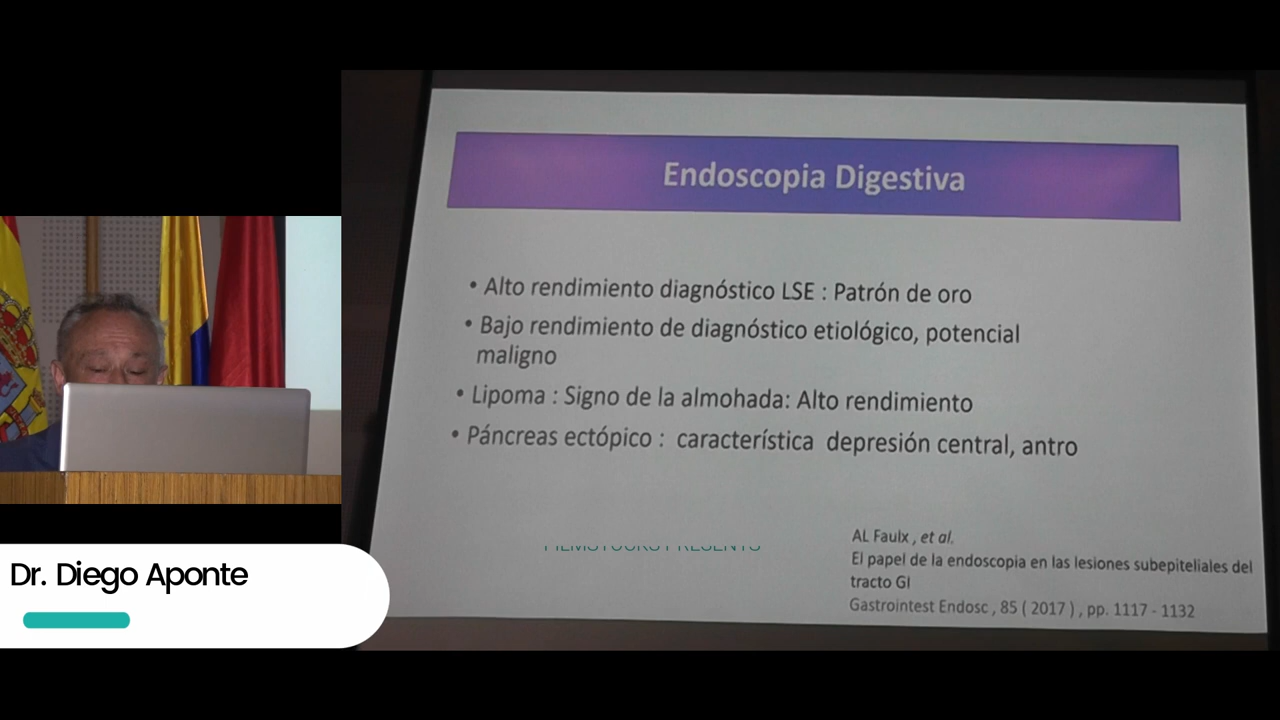 Endoscopia Digestiva
• Alto rendimiento diagnóstico LSE : Patrón de oro
• Bajo rendimiento de diagnóstico etiológico, potencial
maligno
• Lipoma : Signo de la almohada: Alto rendimiento
• Páncreas ectópico : característica depresión central, antro
AL Faulx , et al.
El papel de la endoscopia en las lesiones subepiteliales del
tracto GI
Gastrointest Endosc , 85 ( 2017 ) , pp. 1117 - 1132
Dr. Diego Aponte